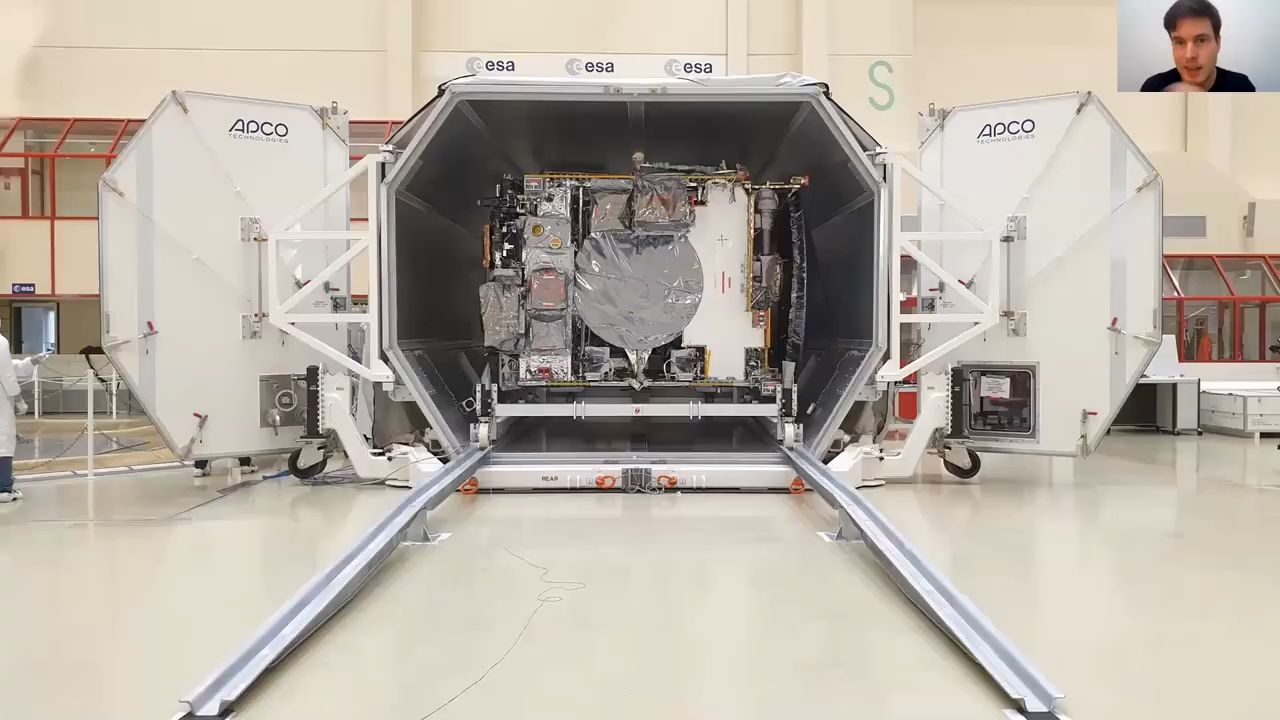 esa esa esa
S
APCO
TECHNOLOGIES
APCO
TECHNOLOGIES
esa
REAR